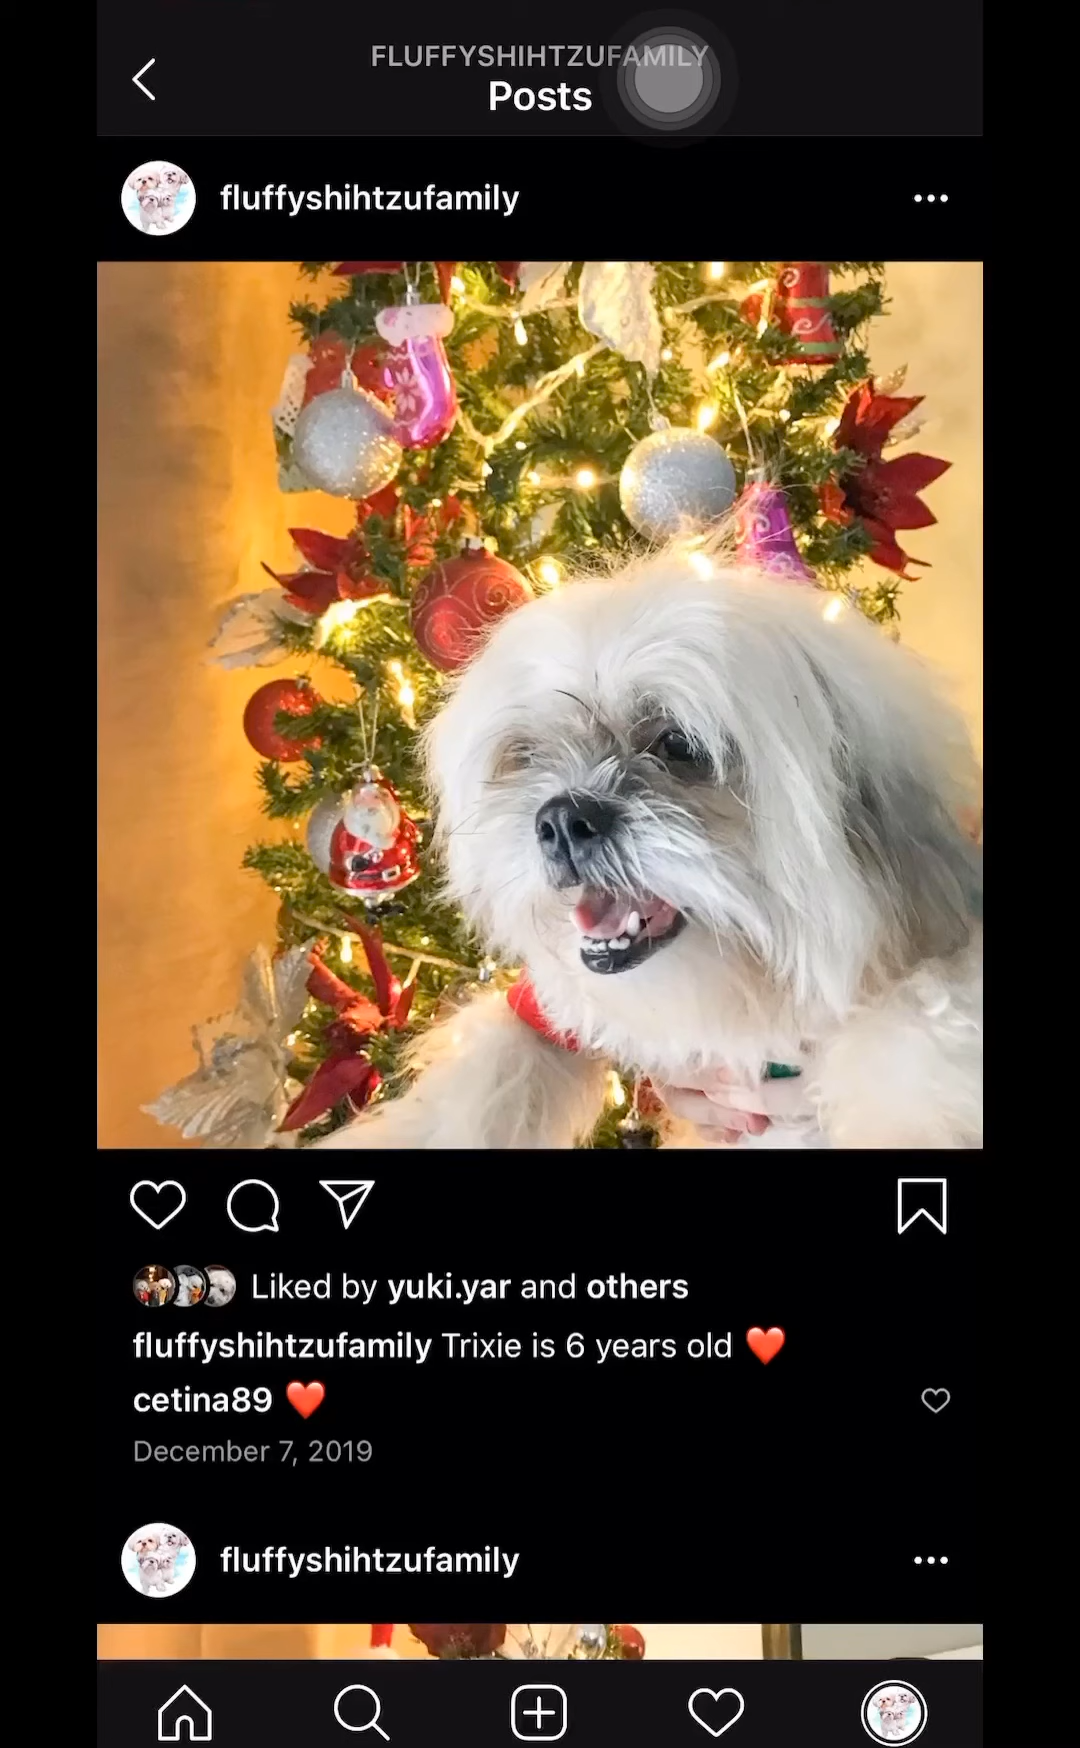 FLUFFYSHIHTZUFAMILY
Posts
fluffyshihtzufamily
Liked by yuki.yar and others
fluffyshihtzufamily Trixie is 6 years old ❤️
cetina89 ❤️
December 7, 2019
fluffyshihtzufamily